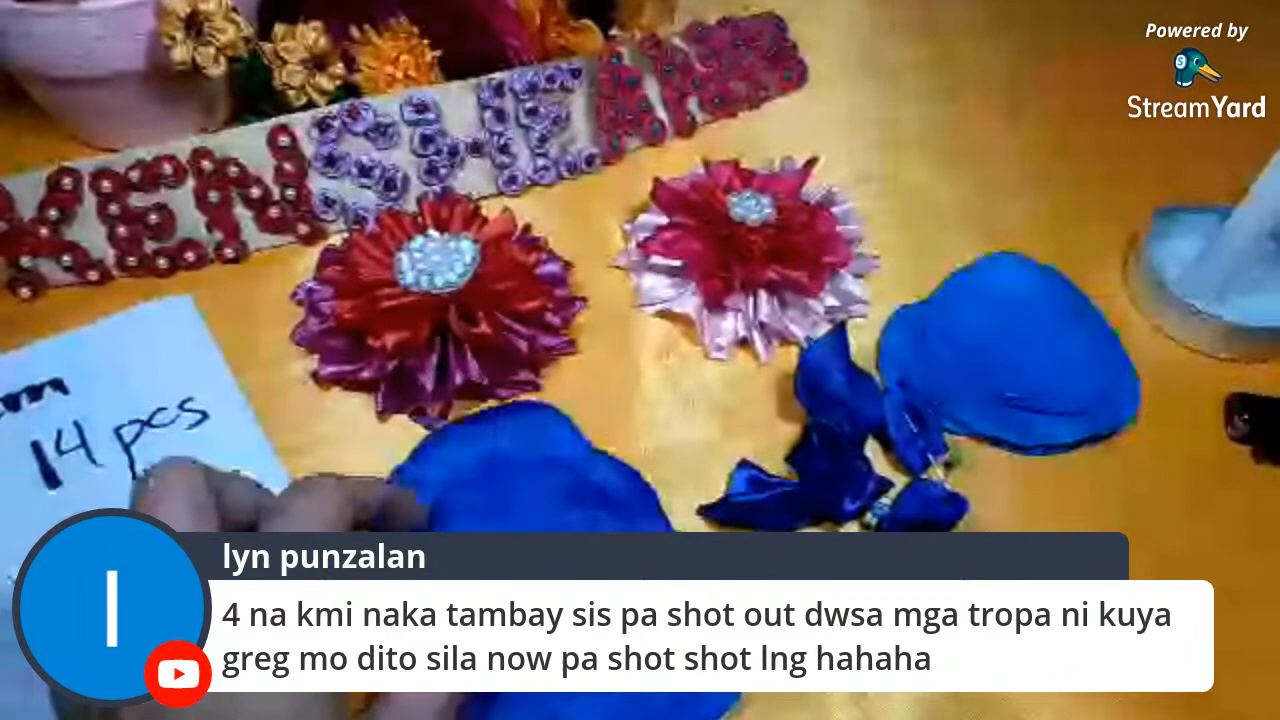 Powered by
StreamYard
KENSHEN
14 pcs
lyn punzalan
4 na kmi naka tambay sis pa shot out dwsa mga tropa ni kuya
greg mo dito sila now pa shot shot lng hahaha